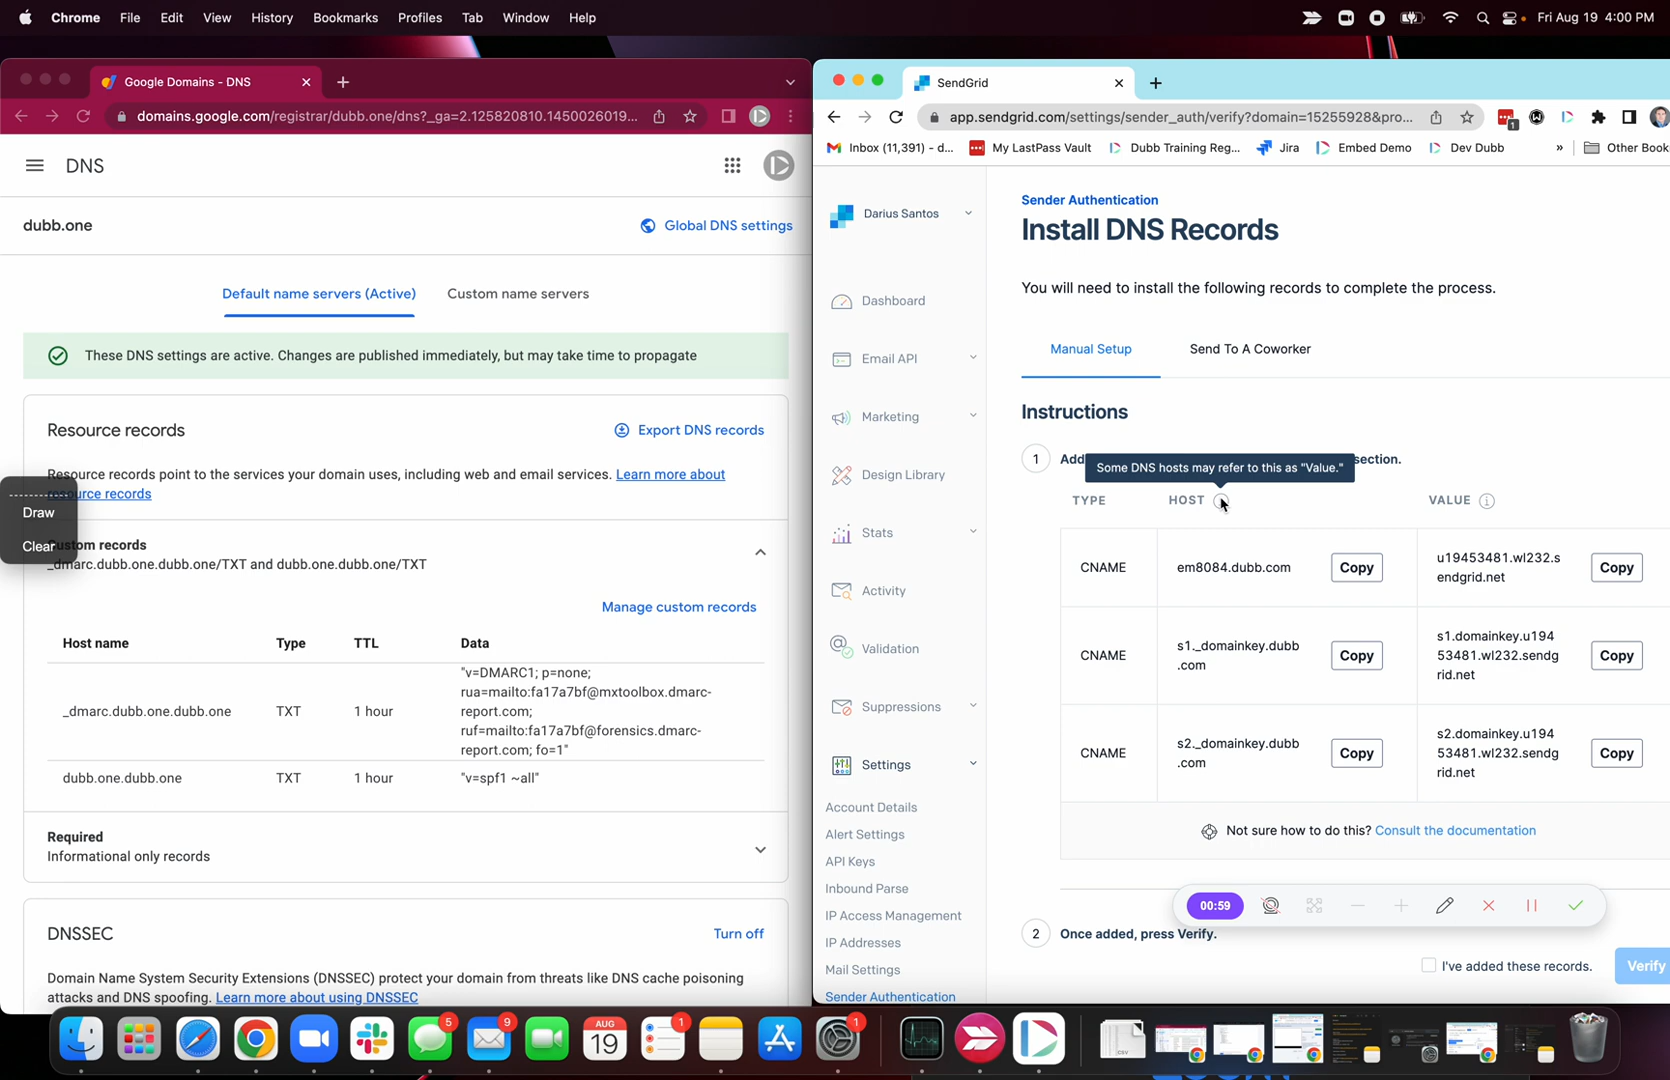 Chrome File Edit View History Bookmarks Profiles Tab Window Help
Fri Aug 19 4:00 PM
Google Domains - DNS
domains.google.com/registrar/dubb.one/dns?_ga=2.125820810.1450026019...
DNS
dubb.one
Global DNS settings
Default name servers (Active)
Custom name servers
These DNS settings are active. Changes are published immediately, but may take time to propagate
Resource records
Export DNS records
Resource records point to the services your domain uses, including web and email services. Learn more about
resource records
Draw
Clear
Custom records
_dmarc.dubb.one.dubb.one/TXT and dubb.one.dubb.one/TXT
Manage custom records
Host name Type TTL Data
_dmarc.dubb.one.dubb.one TXT 1 hour
"v=DMARC1; p=none;
rua=mailto:fa17a7bf@mxtoolbox.dmarc-
report.com;
ruf=mailto:fa17a7bf@forensics.dmarc-
report.com; fo=1"
dubb.one.dubb.one TXT 1 hour "v=spf1 ~all"
Required
Informational only records
DNSSEC
Turn off
Domain Name System Security Extensions (DNSSEC) protect your domain from threats like DNS cache poisoning
attacks and DNS spoofing. Learn more about using DNSSEC
SendGrid
app.sendgrid.com/settings/sender_auth/verify?domain=15255928&pro...
1
Inbox (11,391) - d... My LastPass Vault Dubb Training Reg... Jira Embed Demo Dev Dubb » Other Book
Darius Santos
Dashboard
Email API
Marketing
Design Library
Stats
Activity
Validation
Suppressions
Settings
Account Details
Alert Settings
API Keys
Inbound Parse
IP Access Management
IP Addresses
Mail Settings
Sender Authentication
Sender Authentication
Install DNS Records
You will need to install the following records to complete the process.
Manual Setup
Send To A Coworker
Instructions
1 Add
section.
Some DNS hosts may refer to this as "Value."
TYPE HOST VALUE
CNAME em8084.dubb.com Copy
u19453481.wl232.s
endgrid.net
Copy
CNAME
s1._domainkey.dubb
.com
Copy
s1.domainkey.u194
53481.wl232.sendg
rid.net
Copy
CNAME
s2._domainkey.dubb
.com
Copy
s2.domainkey.u194
53481.wl232.sendg
rid.net
Copy
Not sure how to do this? Consult the documentation
00:59
2 Once added, press Verify.
I've added these records.
Verify
5
9
AUG
19
1
1
CSV